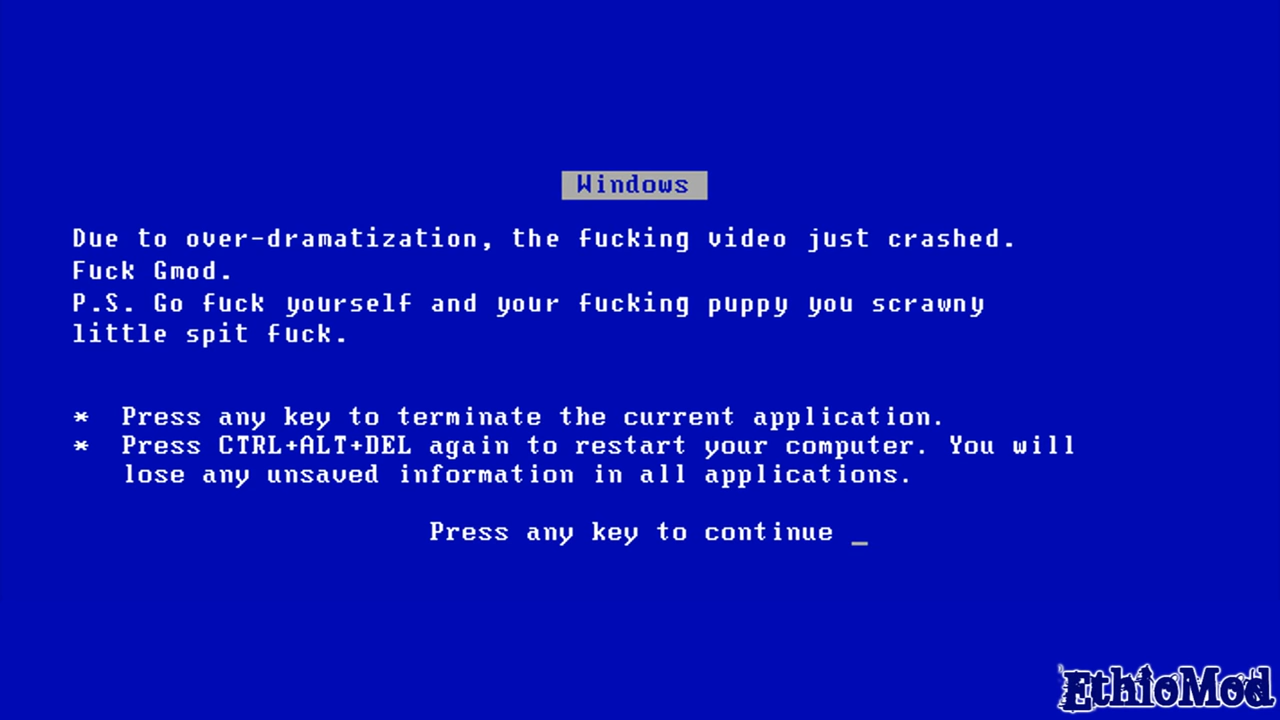 Windows
Due to over-dramatization, the fucking video just crashed.
Fuck Gmod.
P.S. Go fuck yourself and your fucking puppy you scrawny
little spit fuck.
* Press any key to terminate the current application.
* Press CTRL+ALT+DEL again to restart your computer. You will
lose any unsaved information in all applications.
Press any key to continue _
EthioMod